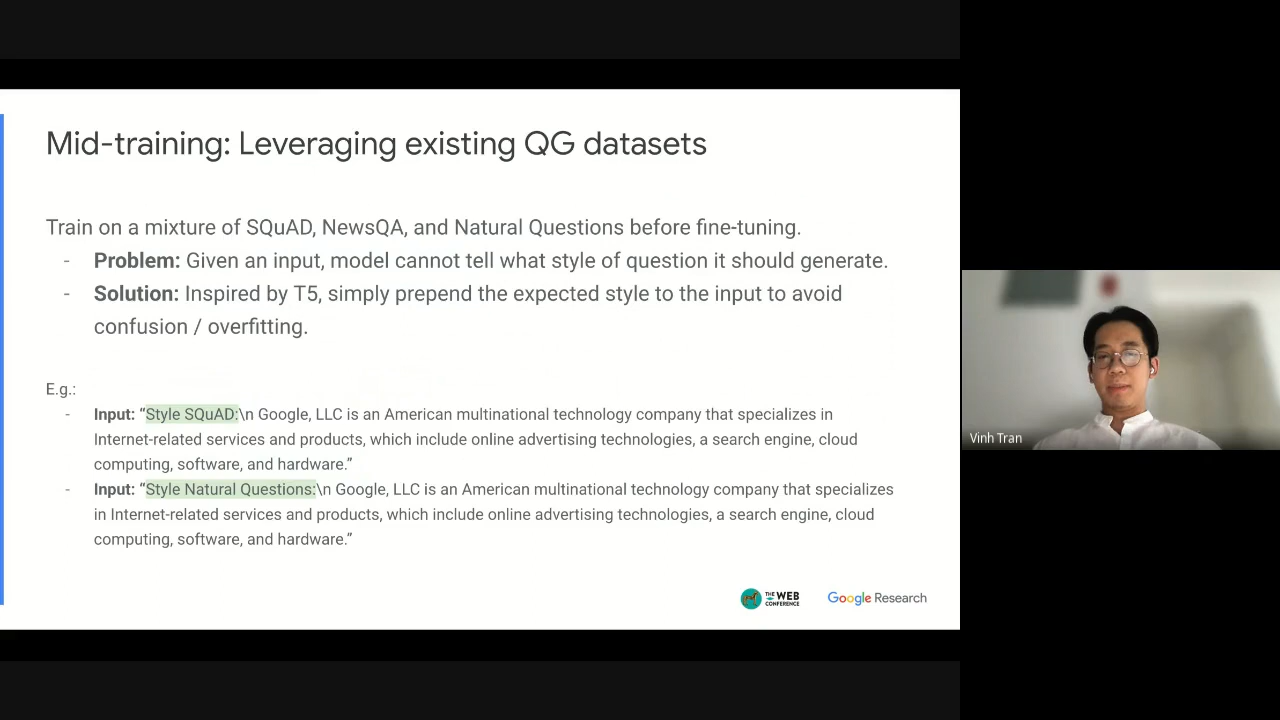 Mid-training: Leveraging existing QG datasets
Train on a mixture of SQuAD, NewsQA, and Natural Questions before fine-tuning.
- Problem: Given an input, model cannot tell what style of question it should generate.
- Solution: Inspired by T5, simply prepend the expected style to the input to avoid
confusion / overfitting.
E.g.:
- Input: “Style SQuAD:\n Google, LLC is an American multinational technology company that specializes in
Internet-related services and products, which include online advertising technologies, a search engine, cloud
computing, software, and hardware.”
- Input: “Style Natural Questions:\n Google, LLC is an American multinational technology company that specializes
in Internet-related services and products, which include online advertising technologies, a search engine, cloud
computing, software, and hardware.”
THE WEB
CONFERENCE
Google Research
Vinh Tran